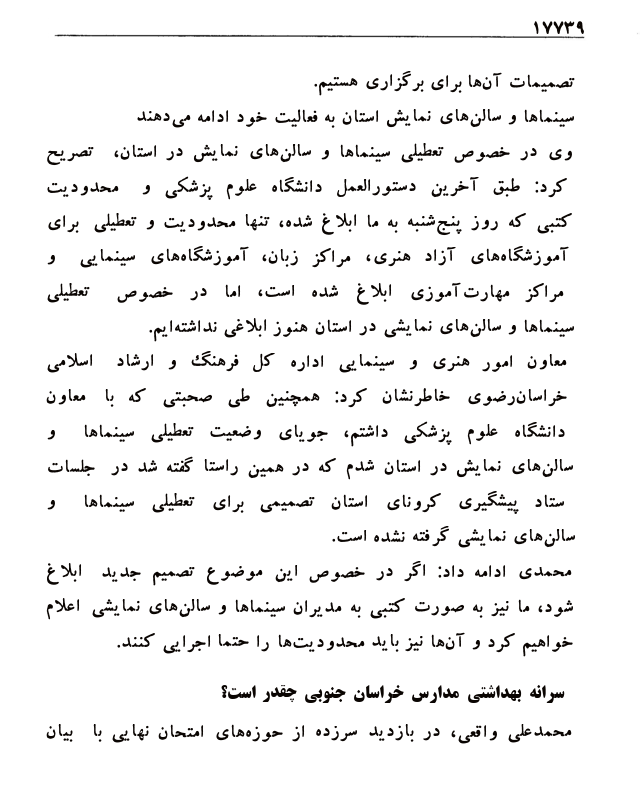 ۱۷۷۳۹
تصمیمات آن‌ها برای برگزاری هستیم.
سینماها و سالن‌های نمایش استان به فعالیت خود ادامه می‌دهند
وی در خصوص تعطیلی سینماها و سالن‌های نمایش در استان، تصریح
کرد: طبق آخرین دستورالعمل دانشگاه علوم پزشکی و محدودیت
کتبی که روز پنج‌شنبه به ما ابلاغ شده، تنها محدودیت و تعطیلی برای
آموزشگاه‌های آزاد هنری، مراکز زبان، آموزشگاه‌های سینمایی و
مراکز مهارت‌آموزی ابلاغ شده است، اما در خصوص تعطیلی
سینماها و سالن‌های نمایشی در استان هنوز ابلاغی نداشته‌ایم.
معاون امور هنری و سینمایی اداره کل فرهنگ و ارشاد اسلامی
خراسان‌رضوی خاطرنشان کرد: همچنین طی صحبتی که با معاون
دانشگاه علوم پزشکی داشتم، جویای وضعیت تعطیلی سینماها و
سالن‌های نمایش در استان شدم که در همین راستا گفته شد در جلسات
ستاد پیشگیری کرونای استان تصمیمی برای تعطیلی سینماها و
سالن‌های نمایشی گرفته نشده است.
محمدی ادامه داد: اگر در خصوص این موضوع تصمیم جدید ابلاغ
شود، ما نیز به صورت کتبی به مدیران سینماها و سالن‌های نمایشی اعلام
خواهیم کرد و آن‌ها نیز باید محدودیت‌ها را حتما اجرایی کنند.
سرانه بهداشتی مدارس خراسان جنوبی چقدر است؟
محمدعلی واقعی، در بازدید سرزده از حوزه‌های امتحان نهایی با بیان